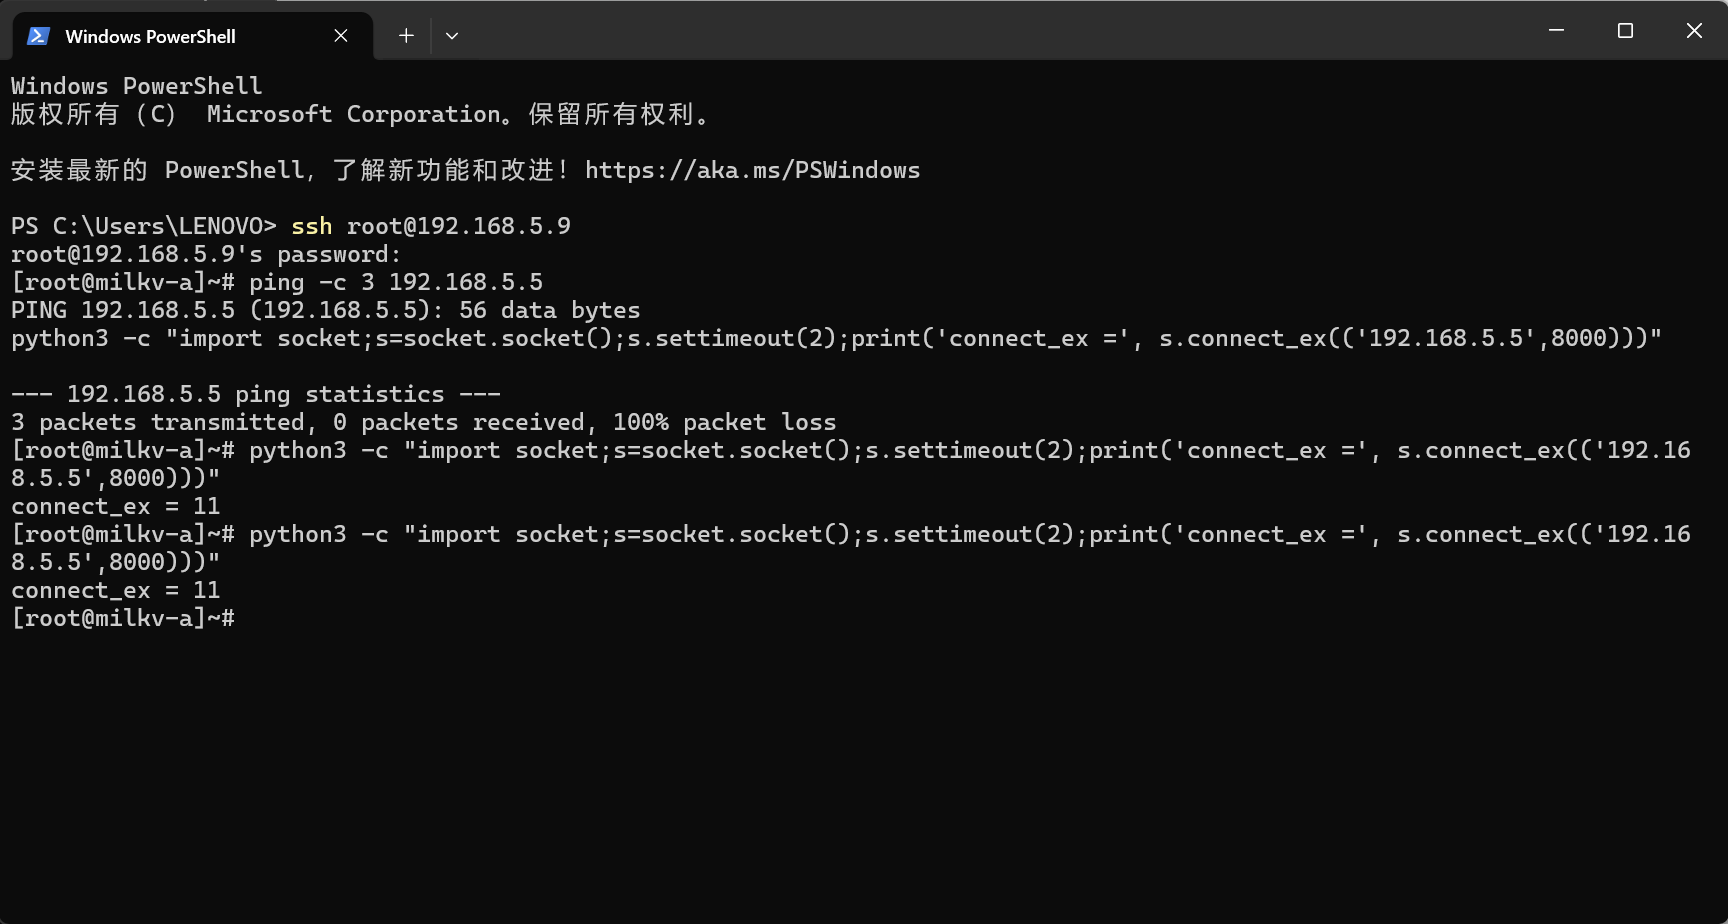 Windows PowerShell
Windows PowerShell
版权所有 (C) Microsoft Corporation。保留所有权利。
安装最新的 PowerShell，了解新功能和改进！https://aka.ms/PSWindows
PS C:\Users\LENOVO> ssh root@192.168.5.9
root@192.168.5.9's password:
[root@milkv-a]~# ping -c 3 192.168.5.5
PING 192.168.5.5 (192.168.5.5): 56 data bytes
python3 -c "import socket;s=socket.socket();s.settimeout(2);print('connect_ex =', s.connect_ex(('192.168.5.5',8000)))"
--- 192.168.5.5 ping statistics ---
3 packets transmitted, 0 packets received, 100% packet loss
[root@milkv-a]~# python3 -c "import socket;s=socket.socket();s.settimeout(2);print('connect_ex =', s.connect_ex(('192.16
8.5.5',8000)))"
connect_ex = 11
[root@milkv-a]~# python3 -c "import socket;s=socket.socket();s.settimeout(2);print('connect_ex =', s.connect_ex(('192.16
8.5.5',8000)))"
connect_ex = 11
[root@milkv-a]~#